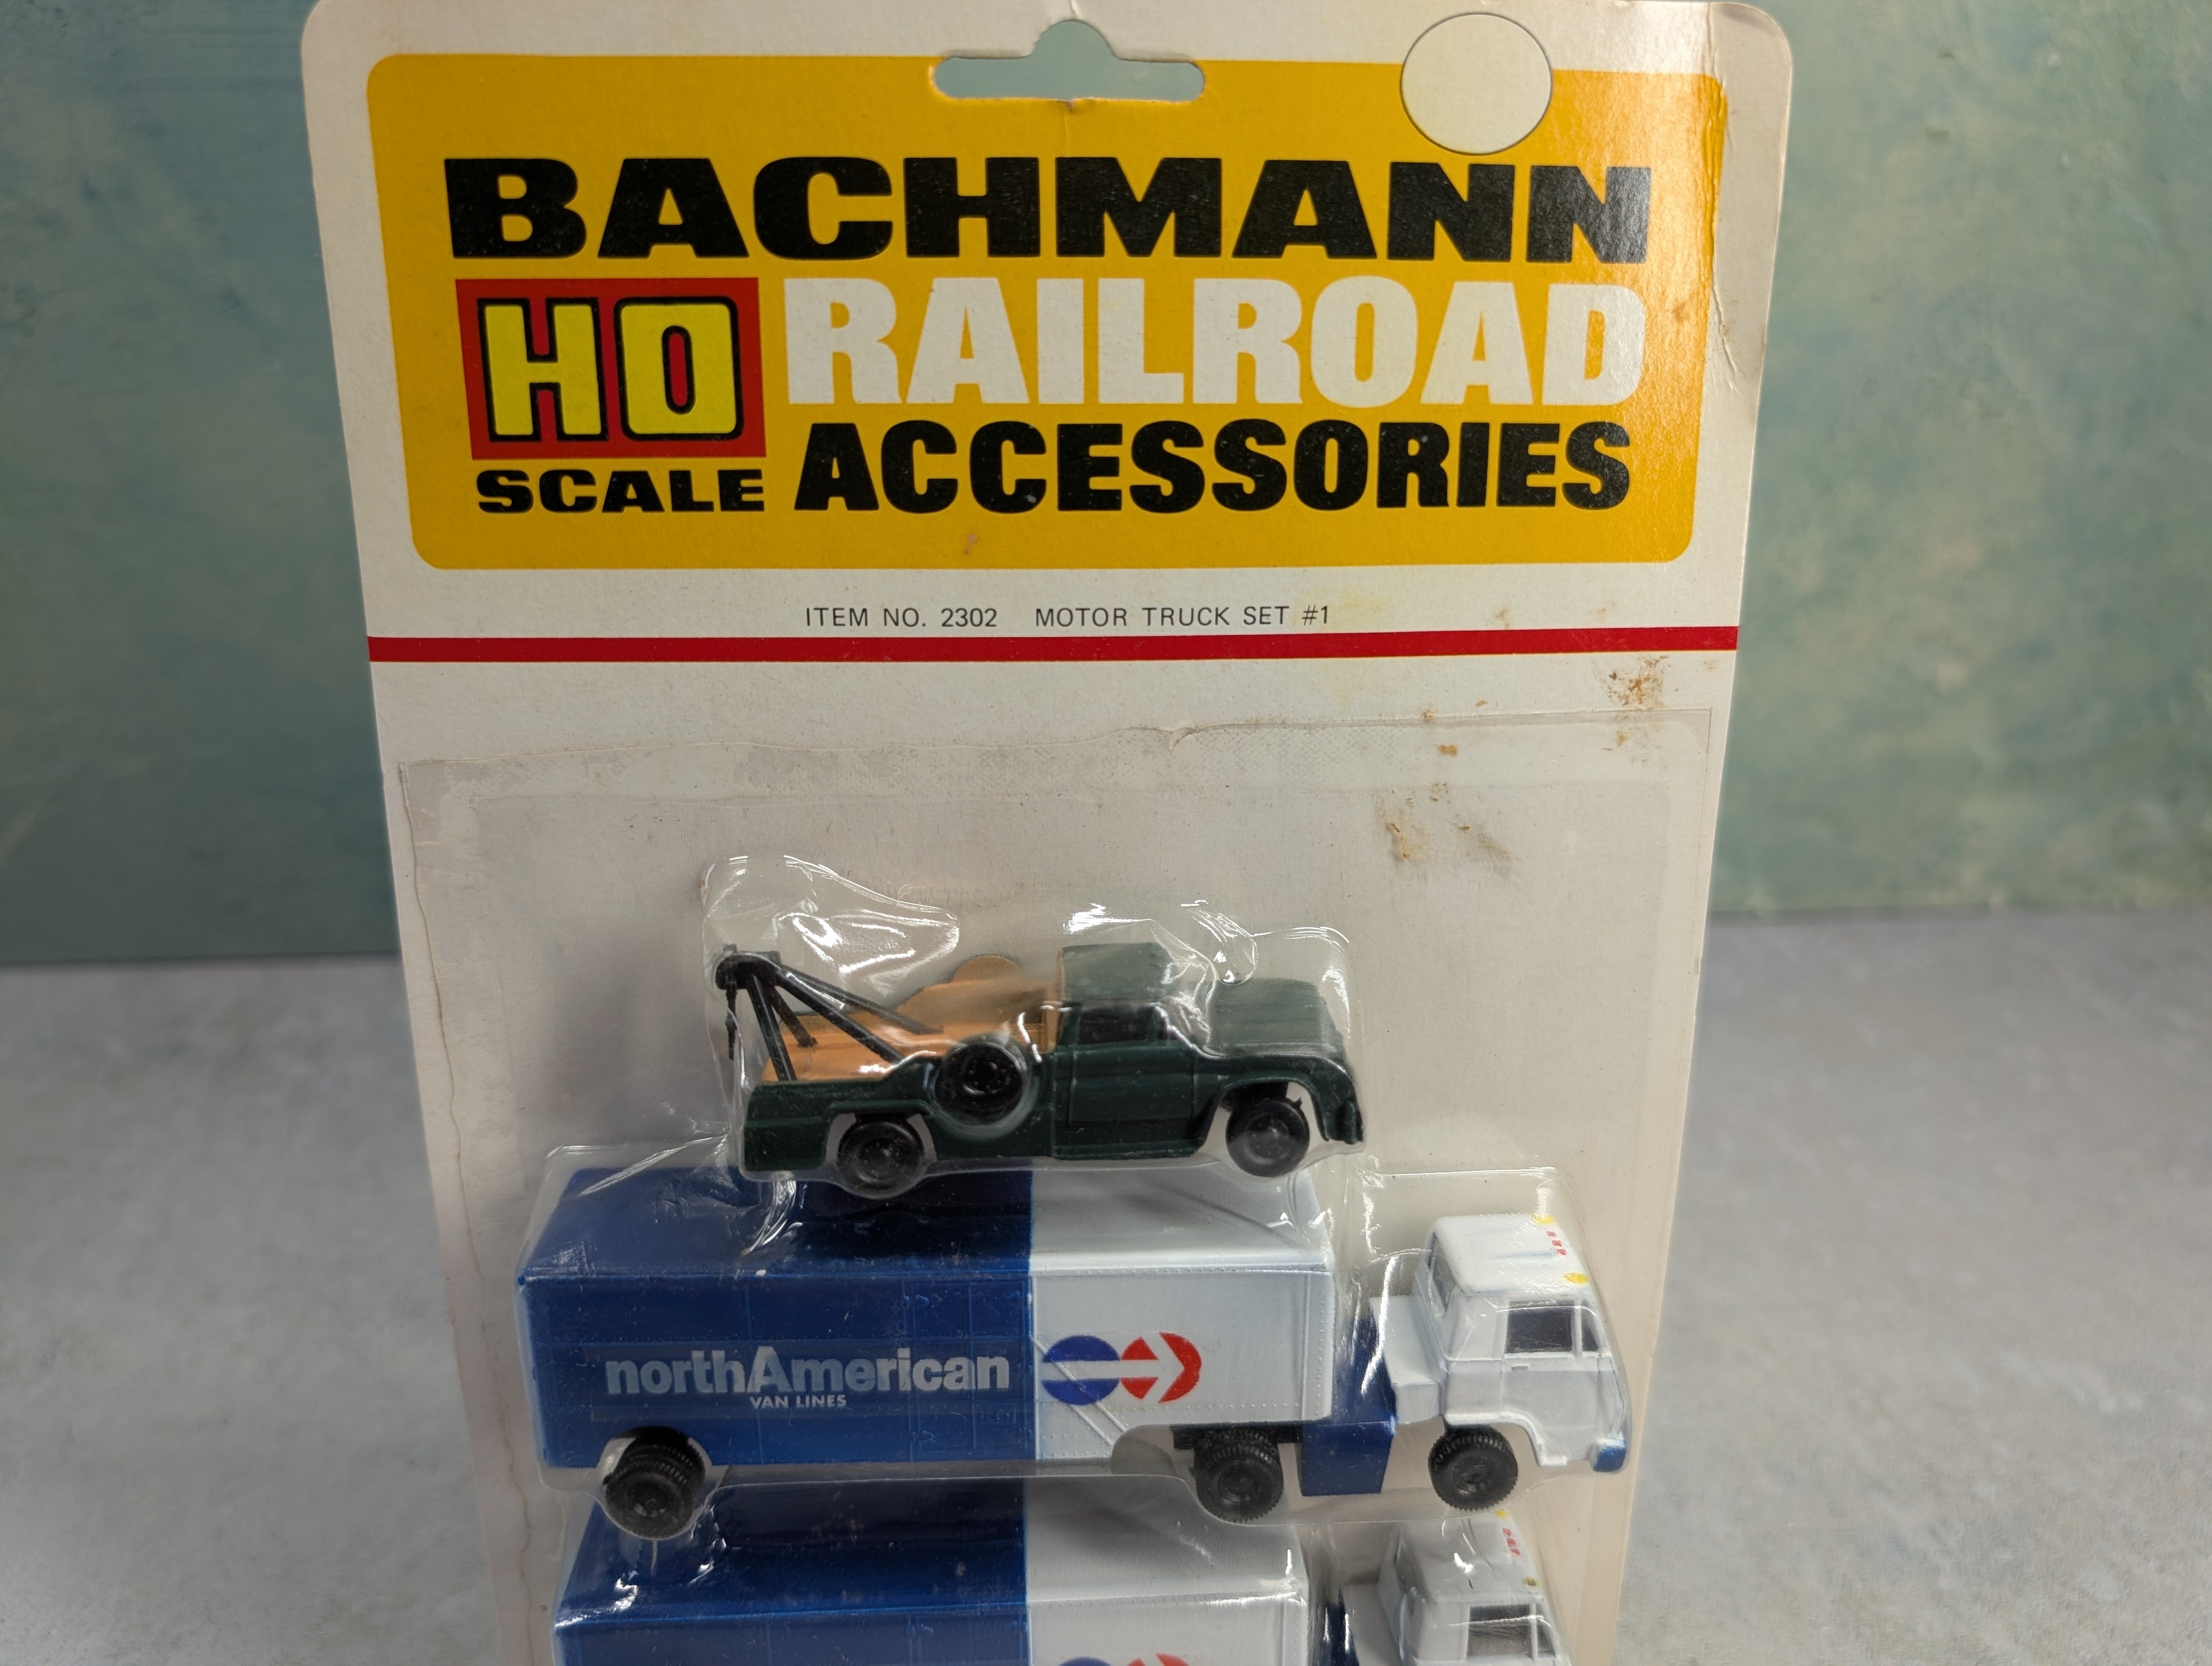 BACHMANN
HO RAILROAD
SCALE ACCESSORIES
ITEM NO. 2302 MOTOR TRUCK SET #1
northAmerican
VAN LINES